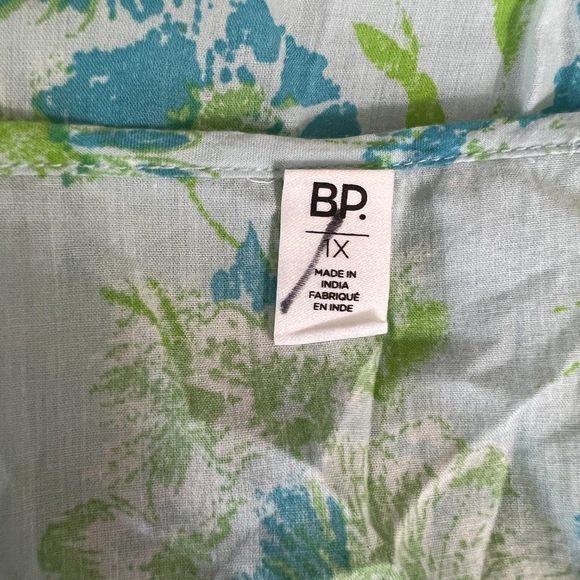 BP.
1X
MADE IN
INDIA
FABRIQUÉ
EN INDE